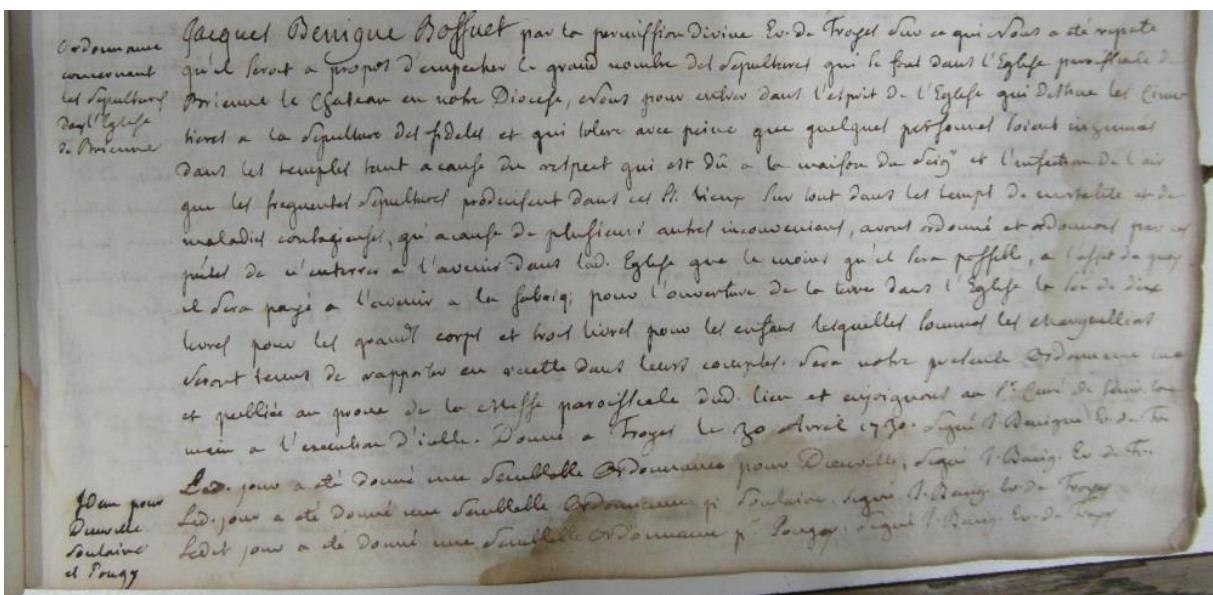 Ordonnance
concernant
les Sepultures
dans l'Eglise
de Brienne
Jacques Benigne Bossuet par la permission divine Ev. de Troyes Sur ce qui Nous a été repnté
qu'il seroit a propos d'empecher le grand nombre des Sepultures qui se font dans l'Eglise paroissiale de
Brienne le Chateau en notre Diocese, Nous pour entrer dans l'esprit de l'Eglise qui destine les Cime
tieres a la Sepulture des fideles et qui tolere avec peine que quelques personnes soient inhumés
dans les temples tant a cause du respect qui est dû a la maison du Seigr et l'infection de l'air
que les frequentes Sepultures produisent dans ces Sts lieux sur tout dans les temps de mortalité et de
maladies contagieuses, qu'a cause de plusieurs autres inconveniens, avons ordonné et ordonnons par ces
pntes de n'enterrer a l'avenir dans lad. Eglise que le moins qu'il sera possible, a l'effet de quoy
il sera payé a l'avenir a la fabriq; pour l'ouverture de la terre dans l'Eglise la so͞e de dix
livres pour les grands corps et trois livres pour les enfans lesquelles sommes les marguilliers
seront tenus de rapporter en recette dans leurs comptes. Sera notre presente Ordonnance lue
et publiée au prone de la Messe paroissiale dud. lieu et enjoignons au Sr Curé de tenir la
main a l'execution d'icelle. Donné a Troyes le 30 Avril 1730. Signé J. Benigne Ev. de Tr
Led. jour a été donné une semblable Ordonnance pour Dienville, Signé J. Benig. Ev. de Tr.
Led. jour a été donné une semblable Ordonnance pr Soulaine. Signé J. Benig. Ev. de Troyes
Ledit jour a été donné une semblable Ordonnance pr Pougy. Signé J. Benig. Ev. de Troyes
Idem pour
Dienville
Soulaine
et Pougy